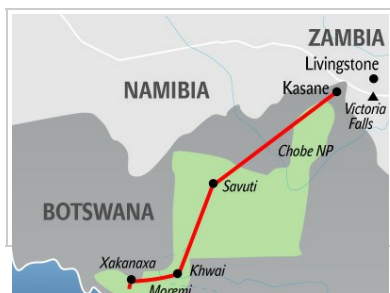 ZAMBIA
Livingstone
Kasane
NAMIBIA
Victoria
Falls
Chobe NP
Savuti
BOTSWANA
Xakanaxa
Khwai
Moremi